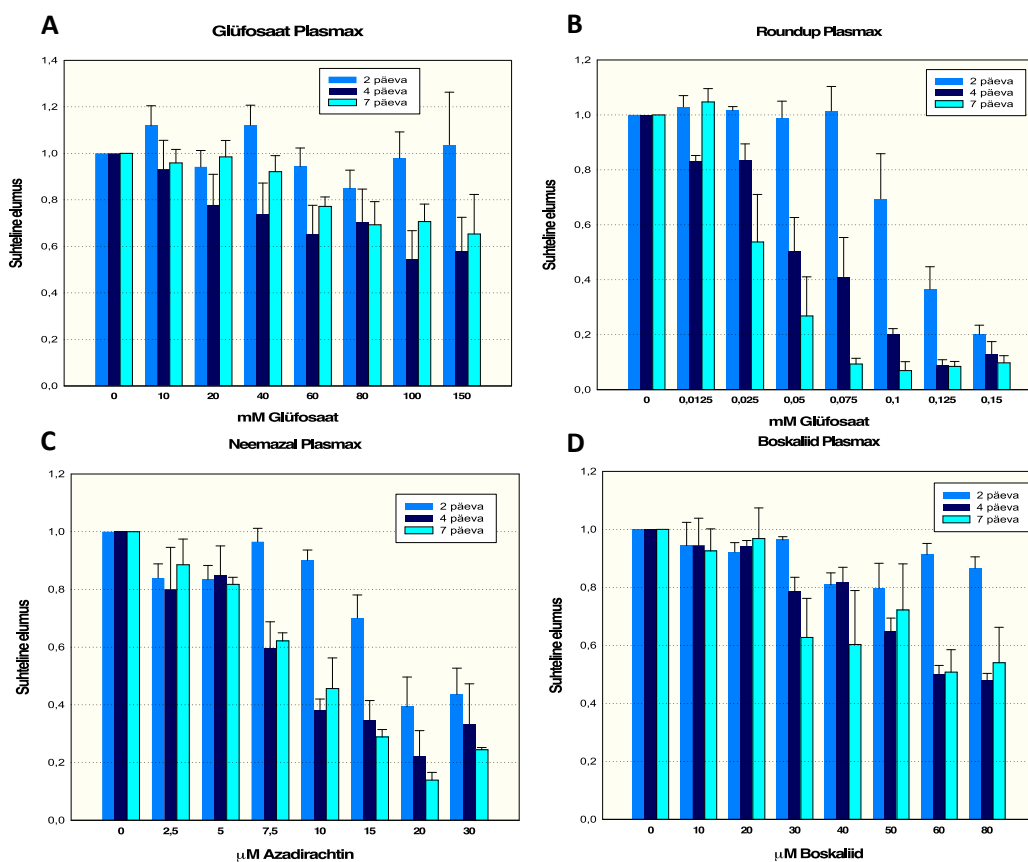 A
Glüfosaat Plasmax
1,4
1,2
1,0
0,8
0,6
0,4
0,2
0,0
Suhteline elumus
2 päeva
4 päeva
7 päeva
0 10 20 40 60 80 100 150
mM Glüfosaat
B
Roundup Plasmax
1,2
1,0
0,8
0,6
0,4
0,2
0,0
Suhteline elumus
2 päeva
4 päeva
7 päeva
0 0,0125 0,025 0,05 0,075 0,1 0,125 0,15
mM Glüfosaat
C
Neemazal Plasmax
1,2
1,0
0,8
0,6
0,4
0,2
0,0
Suhteline elumus
2 päeva
4 päeva
7 päeva
0 2,5 5 7,5 10 15 20 30
μM Azadirachtin
D
Boskaliid Plasmax
1,2
1,0
0,8
0,6
0,4
0,2
0,0
Suhteline elumus
2 päeva
4 päeva
7 päeva
0 10 20 30 40 50 60 80
μM Boskaliid